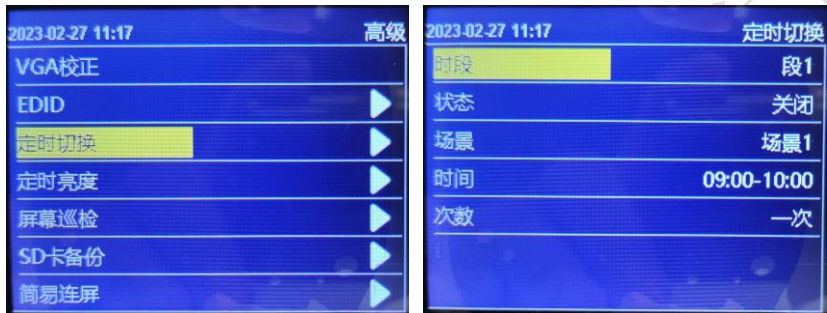 2023-02-27 11:17 高级
VGA校正
EDID
定时切换
定时亮度
屏幕巡检
SD卡备份
简易连屏
2023-02-27 11:17 定时切换
时段 段1
状态 关闭
场景 场景1
时间 09:00-10:00
次数 一次